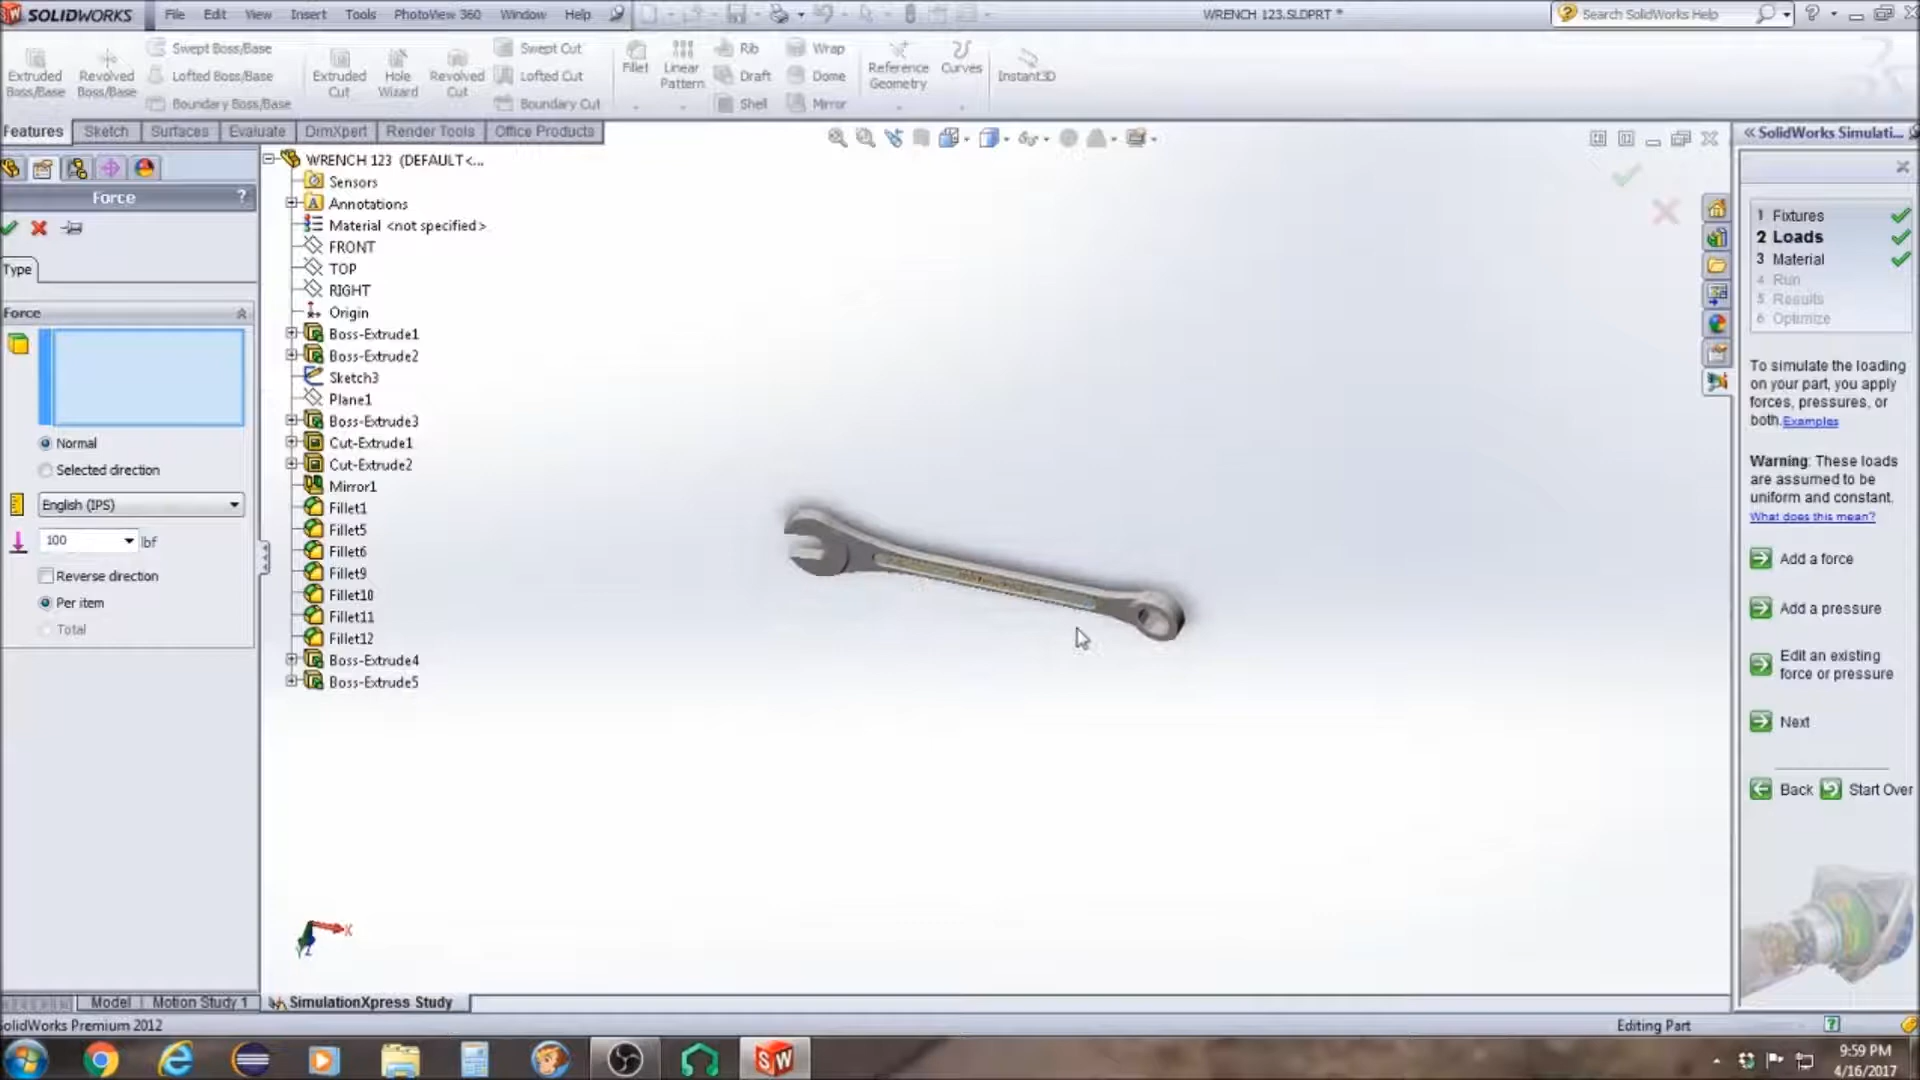 SOLIDWORKS File Edit View Insert Tools PhotoView 360 Window Help WRENCH 123.SLDPRT * Search SolidWorks Help
Extruded Boss/Base
Revolved Boss/Base
Swept Boss/Base
Lofted Boss/Base
Boundary Boss/Base
Extruded Cut
Hole Wizard
Revolved Cut
Swept Cut
Lofted Cut
Boundary Cut
Fillet
Linear Pattern
Rib
Draft
Shell
Wrap
Dome
Mirror
Reference Geometry
Curves
Instant3D
Features Sketch Surfaces Evaluate DimXpert Render Tools Office Products
Force ?
Type
Force
Normal
Selected direction
English (IPS)
100 lbf
Reverse direction
Per item
Total
WRENCH 123 (DEFAULT<...
Sensors
Annotations
Material <not specified>
FRONT
TOP
RIGHT
Origin
Boss-Extrude1
Boss-Extrude2
Sketch3
Plane1
Boss-Extrude3
Cut-Extrude1
Cut-Extrude2
Mirror1
Fillet1
Fillet5
Fillet6
Fillet9
Fillet10
Fillet11
Fillet12
Boss-Extrude4
Boss-Extrude5
X
SolidWorks Simulati...
1 Fixtures
2 Loads
3 Material
4 Run
5 Results
6 Optimize
To simulate the loading
on your part, you apply
forces, pressures, or
both. Examples
Warning: These loads
are assumed to be
uniform and constant.
What does this mean?
Add a force
Add a pressure
Edit an existing
force or pressure
Next
Back Start Over
Model Motion Study 1 SimulationXpress Study
SolidWorks Premium 2012 Editing Part
SW
9:59 PM
4/16/2017